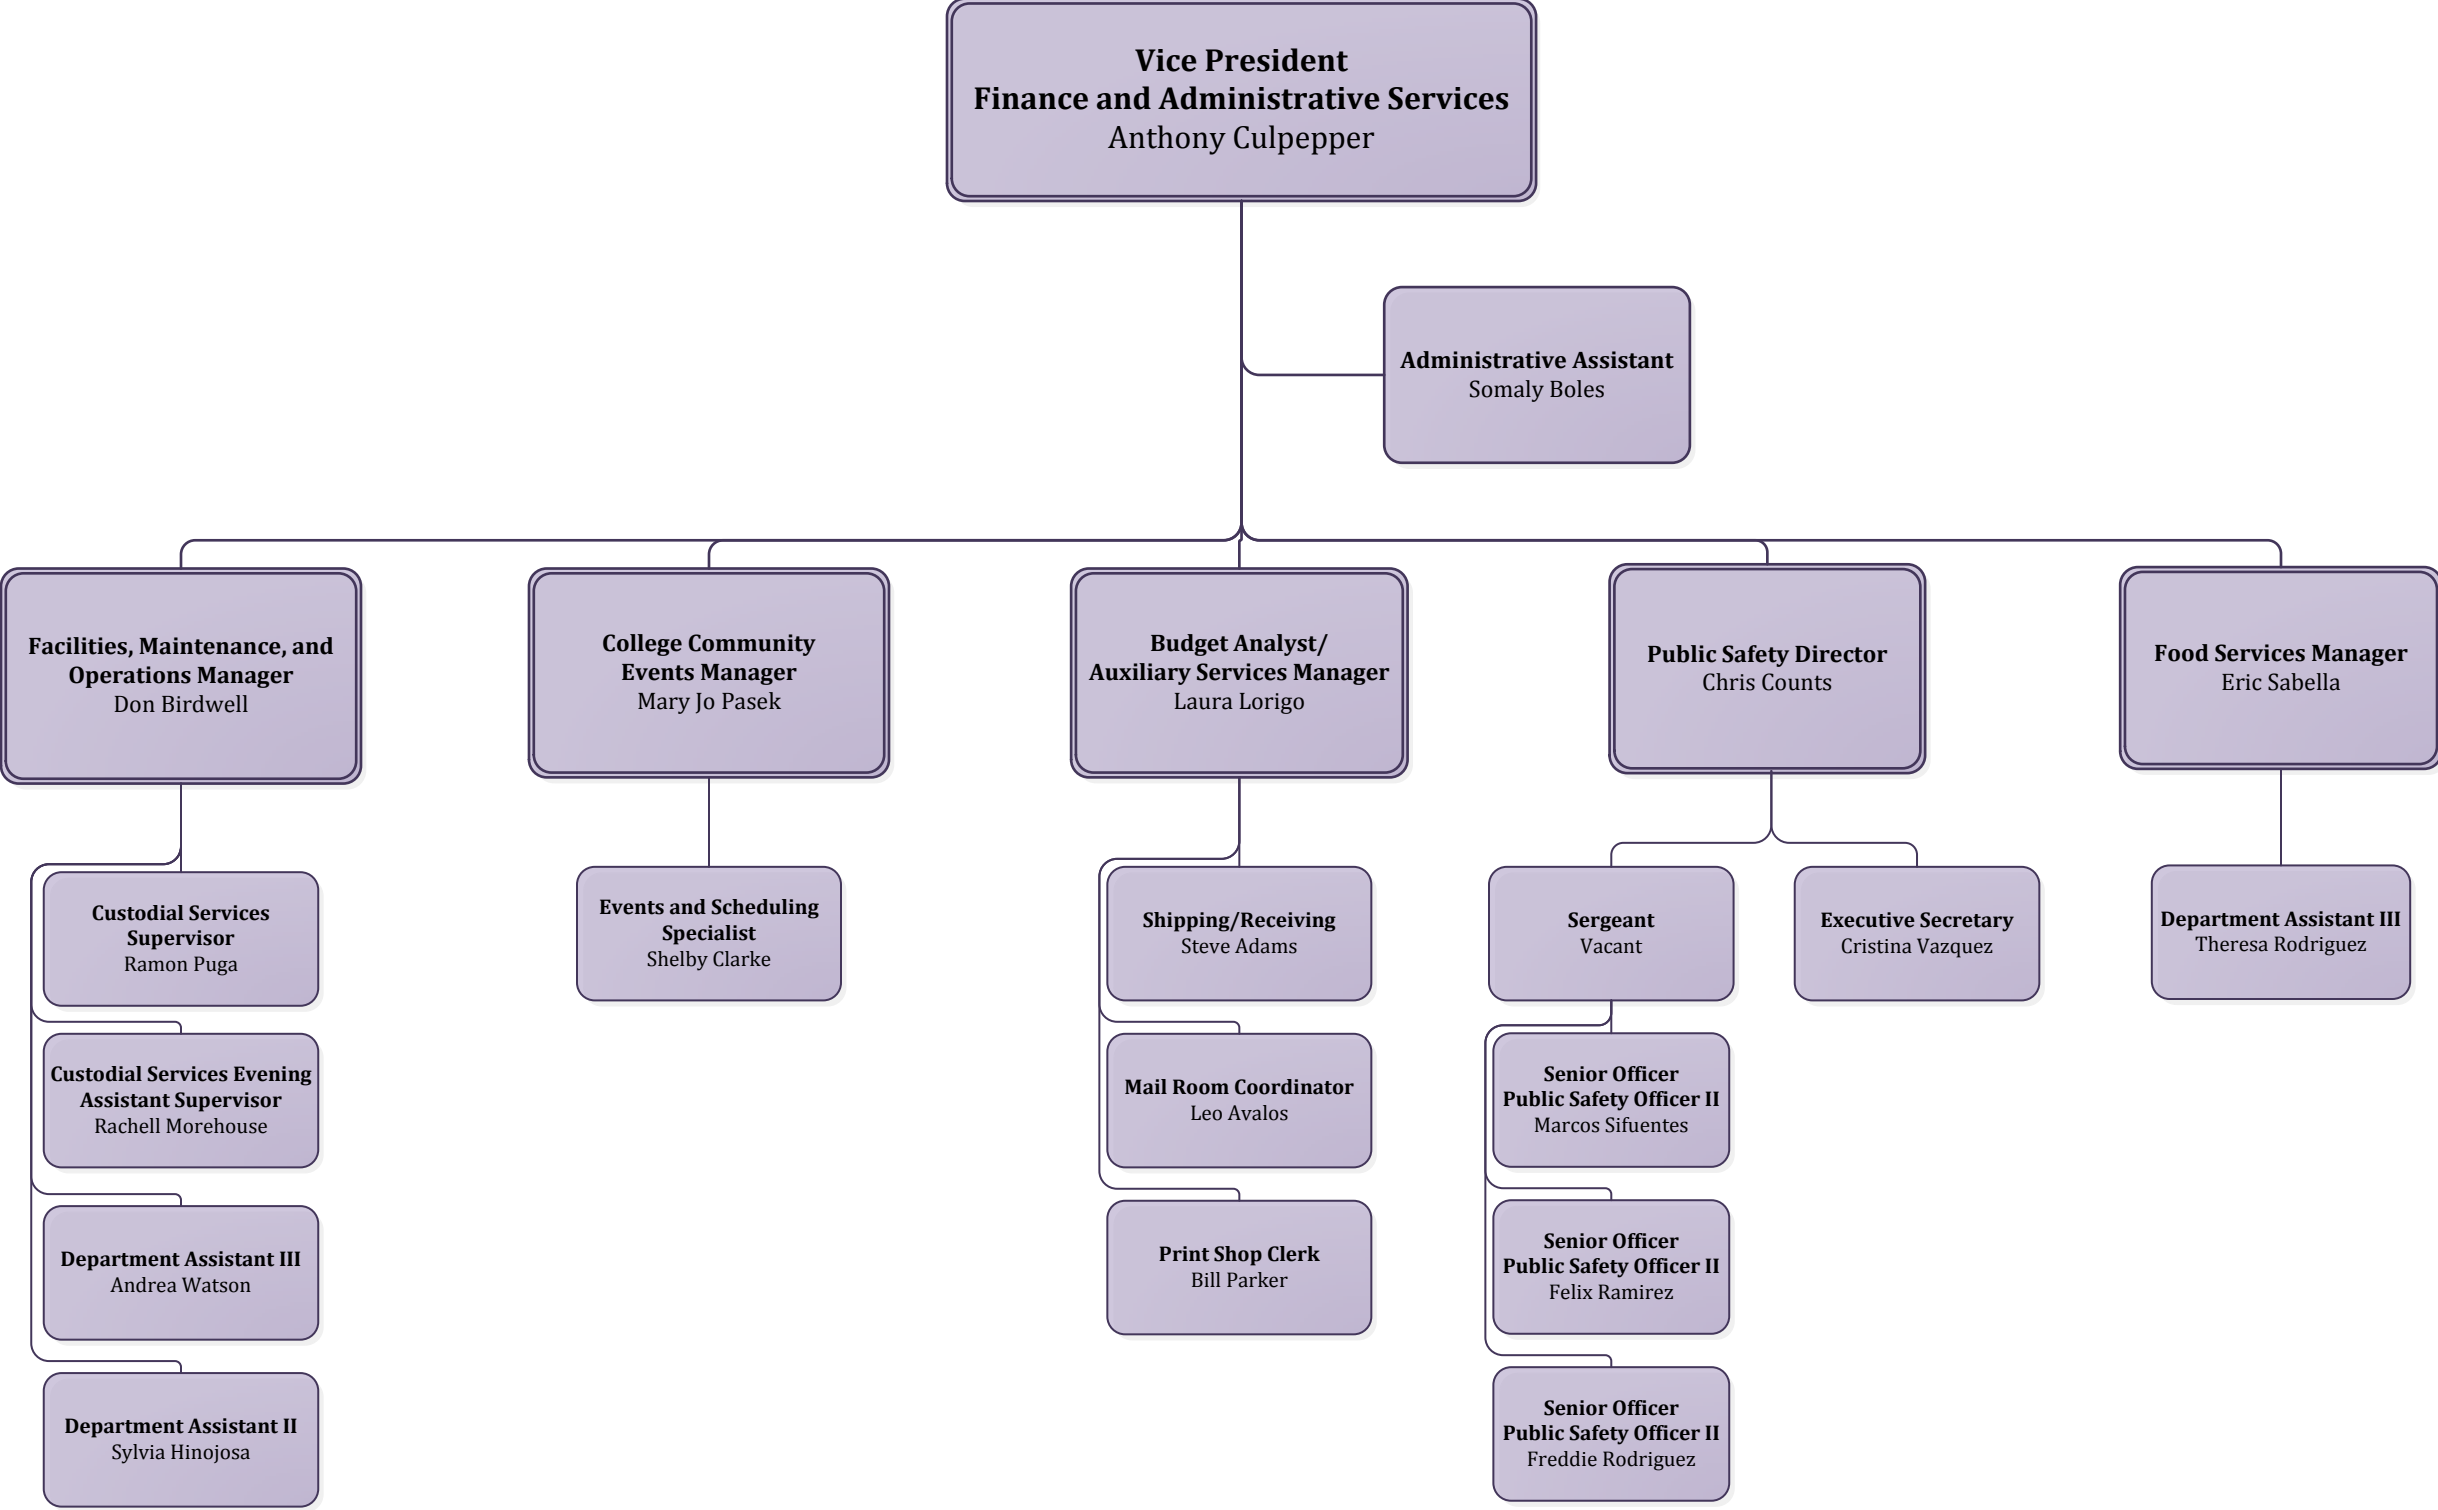 Vice President
Finance and Administrative Services
Anthony Culpepper
Administrative Assistant
Somaly Boles
Facilities, Maintenance, and
Operations Manager
Don Birdwell
College Community
Events Manager
Mary Jo Pasek
Budget Analyst/
Auxiliary Services Manager
Laura Lorigo
Public Safety Director
Chris Counts
Food Services Manager
Eric Sabella
Custodial Services
Supervisor
Ramon Puga
Events and Scheduling
Specialist
Shelby Clarke
Shipping/Receiving
Steve Adams
Sergeant
Vacant
Executive Secretary
Cristina Vazquez
Department Assistant III
Theresa Rodriguez
Custodial Services Evening
Assistant Supervisor
Rachell Morehouse
Mail Room Coordinator
Leo Avalos
Senior Officer
Public Safety Officer II
Marcos Sifuentes
Department Assistant III
Andrea Watson
Print Shop Clerk
Bill Parker
Senior Officer
Public Safety Officer II
Felix Ramirez
Department Assistant II
Sylvia Hinojosa
Senior Officer
Public Safety Officer II
Freddie Rodriguez